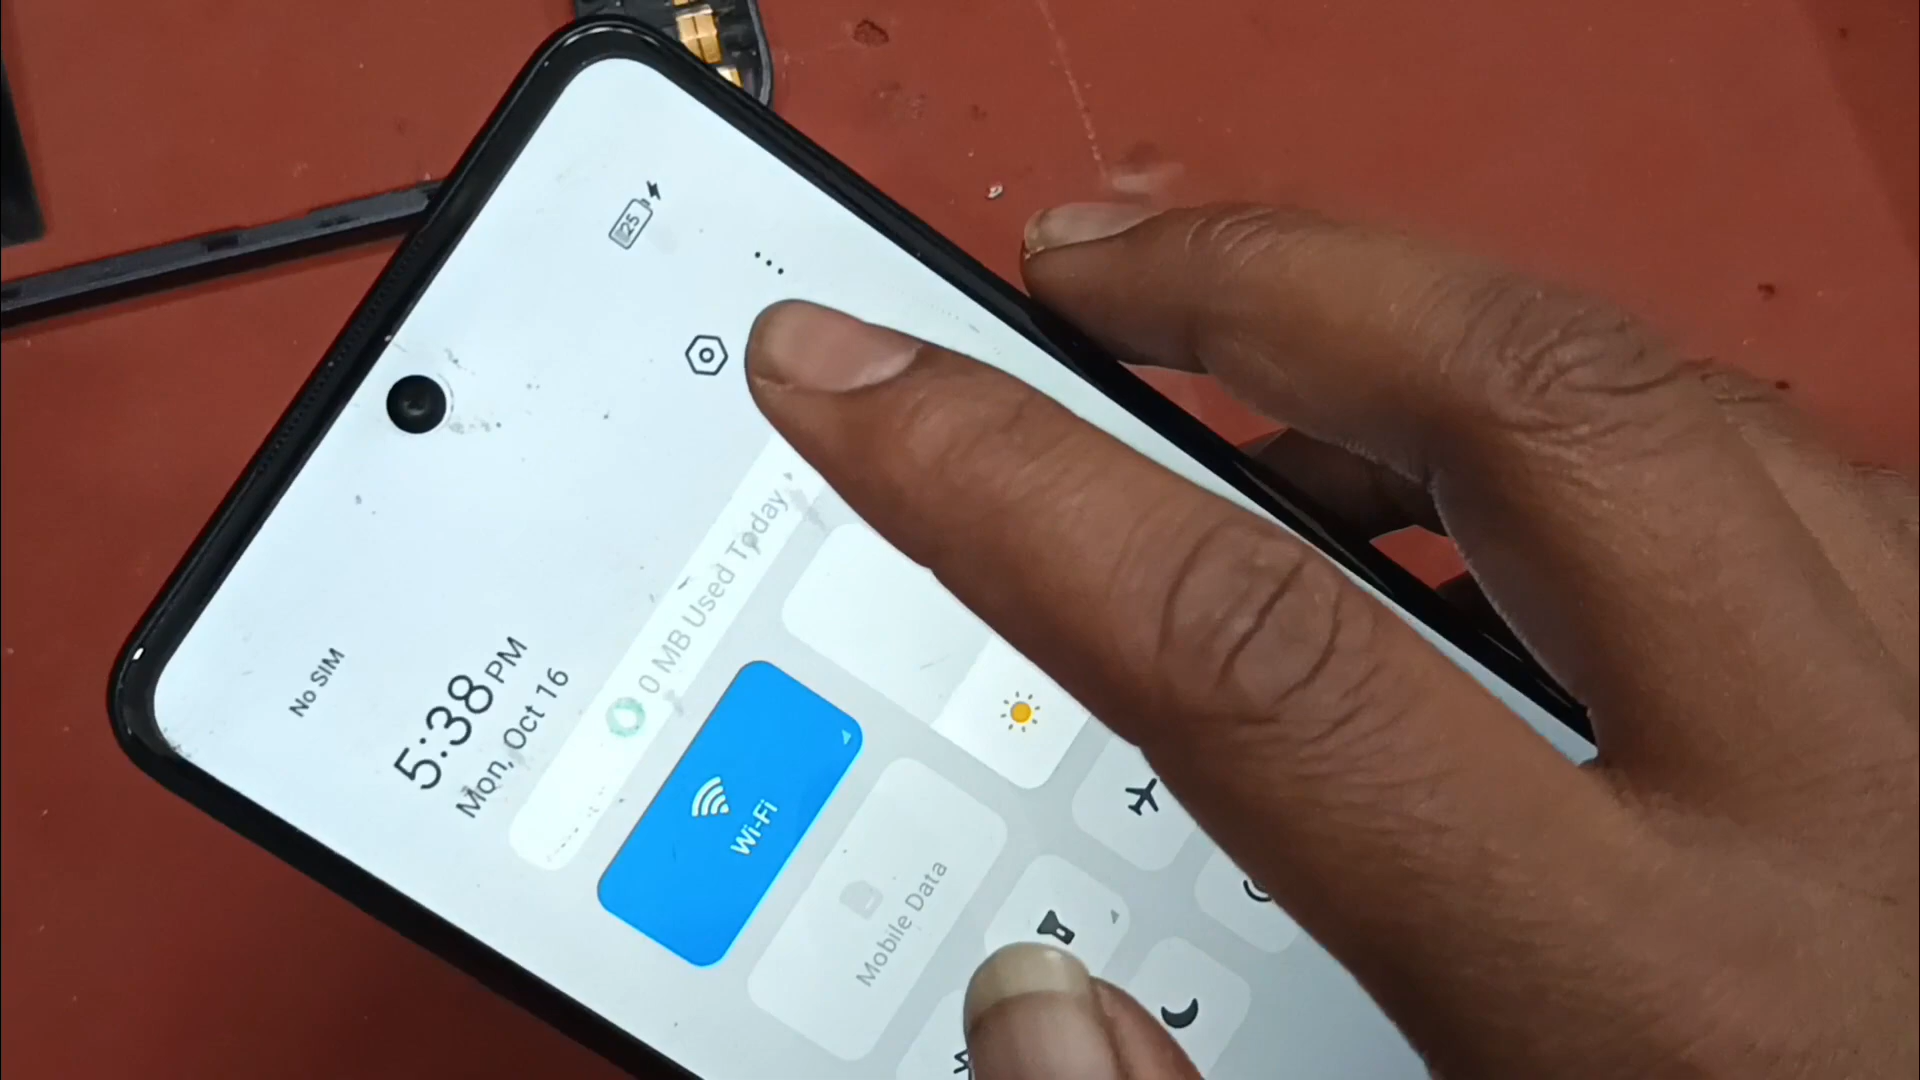 25
No SIM
5:38 PM
Mon, Oct 16
0 MB Used Today
Wi-Fi
Mobile Data